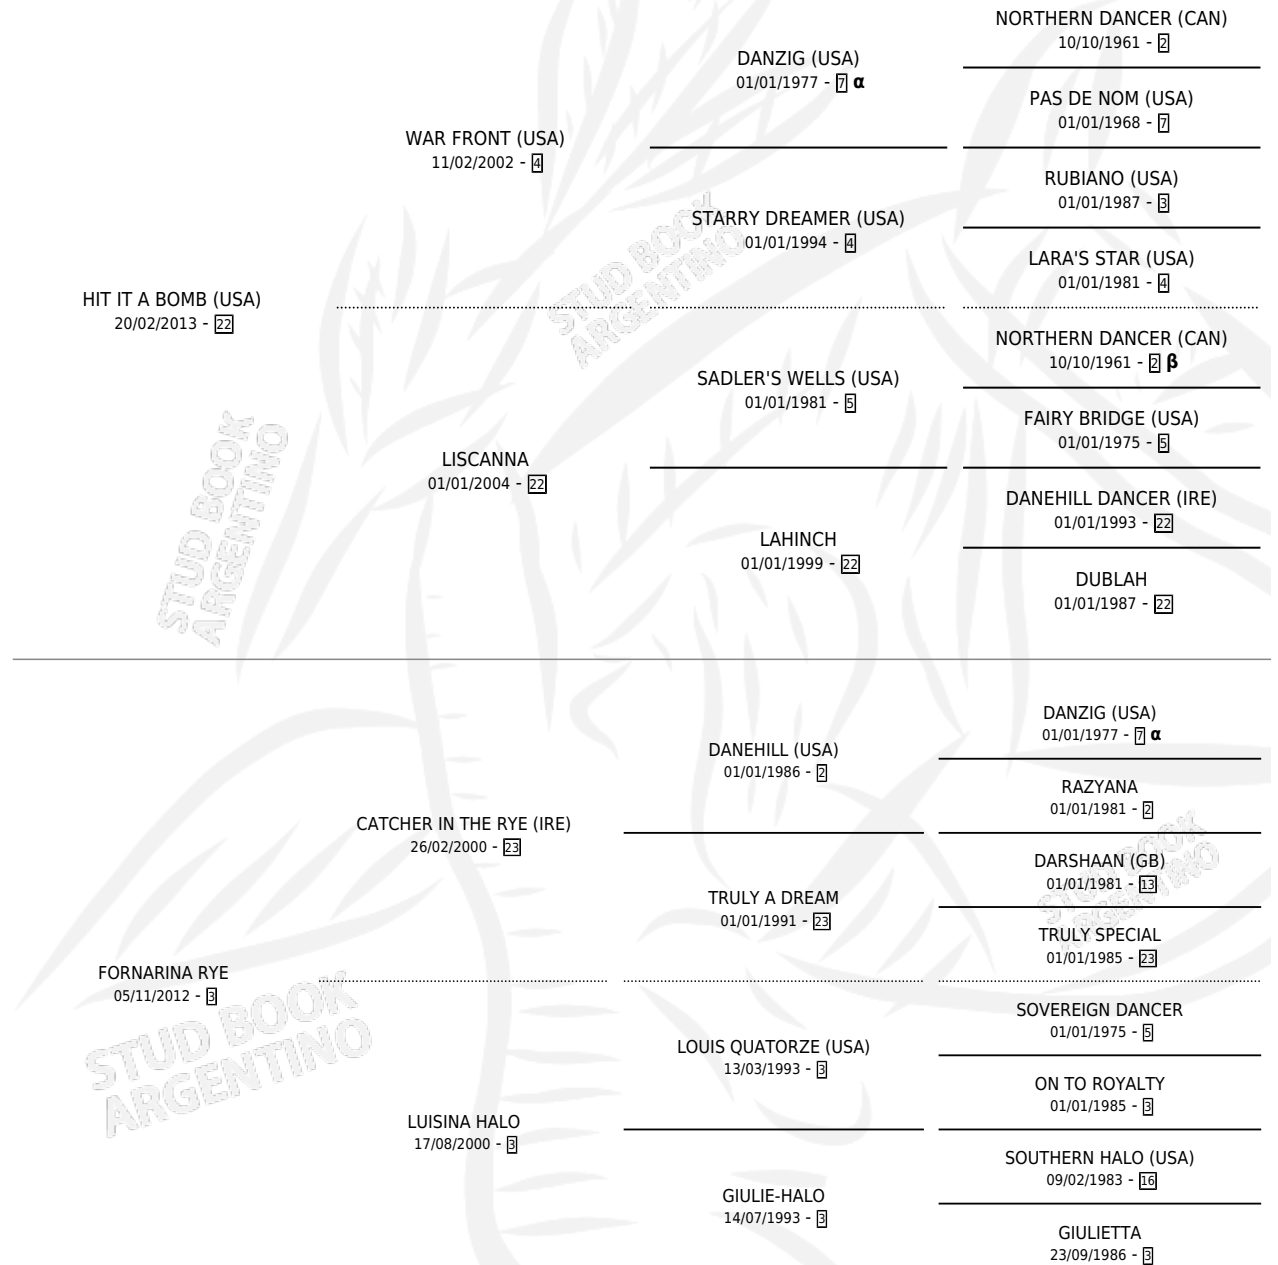 NORTHERN DANCER (CAN)
10/10/1961 - 2
DANZIG (USA)
01/01/1977 - 7 α
PAS DE NOM (USA)
01/01/1968 - 7
WAR FRONT (USA)
11/02/2002 - 4
RUBIANO (USA)
01/01/1987 - 3
STARRY DREAMER (USA)
01/01/1994 - 4
LARA'S STAR (USA)
01/01/1981 - 4
HIT IT A BOMB (USA)
20/02/2013 - 22
NORTHERN DANCER (CAN)
10/10/1961 - 2 β
SADLER'S WELLS (USA)
01/01/1981 - 5
FAIRY BRIDGE (USA)
01/01/1975 - 5
LISCANNA
01/01/2004 - 22
DANEHILL DANCER (IRE)
01/01/1993 - 22
LAHINCH
01/01/1999 - 22
DUBLAH
01/01/1987 - 22
DANZIG (USA)
01/01/1977 - 7 α
DANEHILL (USA)
01/01/1986 - 2
RAZYANA
01/01/1981 - 2
CATCHER IN THE RYE (IRE)
26/02/2000 - 23
DARSHAAN (GB)
01/01/1981 - 13
TRULY A DREAM
01/01/1991 - 23
TRULY SPECIAL
01/01/1985 - 23
FORNARINA RYE
05/11/2012 - 3
SOVEREIGN DANCER
01/01/1975 - 5
LOUIS QUATORZE (USA)
13/03/1993 - 3
ON TO ROYALTY
01/01/1985 - 3
LUISINA HALO
17/08/2000 - 3
SOUTHERN HALO (USA)
09/02/1983 - 16
GIULIE-HALO
14/07/1993 - 3
GIULIETTA
23/09/1986 - 3
STUD BOOK
ARGENTINO
STUD BOOK
ARGENTINO
STUD BOOK
ARGENTINO
STUD BOOK
ARGENTINO